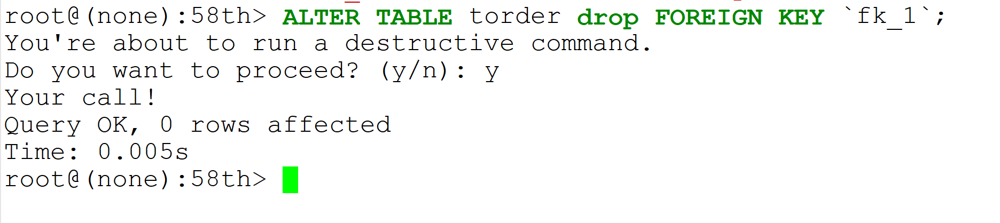 root@(none):58th> ALTER TABLE torder drop FOREIGN KEY `fk_1`;
You're about to run a destructive command.
Do you want to proceed? (y/n): y
Your call!
Query OK, 0 rows affected
Time: 0.005s
root@(none):58th>